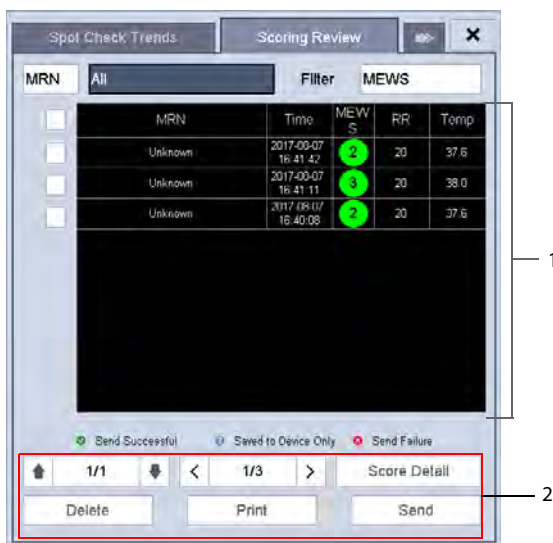 Spot Check Trends Scoring Review
MRN All Filter MEWS
MRN Time MEWS RR Temp
Unknown 2017-08-07 16:41:42 2 20 37.6
Unknown 2017-08-07 16:41:11 3 20 38.0
Unknown 2017-08-07 16:40:08 2 20 37.6
1
Send Successful Saved to Device Only Send Failure
1/1 < 1/3 > Score Detail
2
Delete Print Send